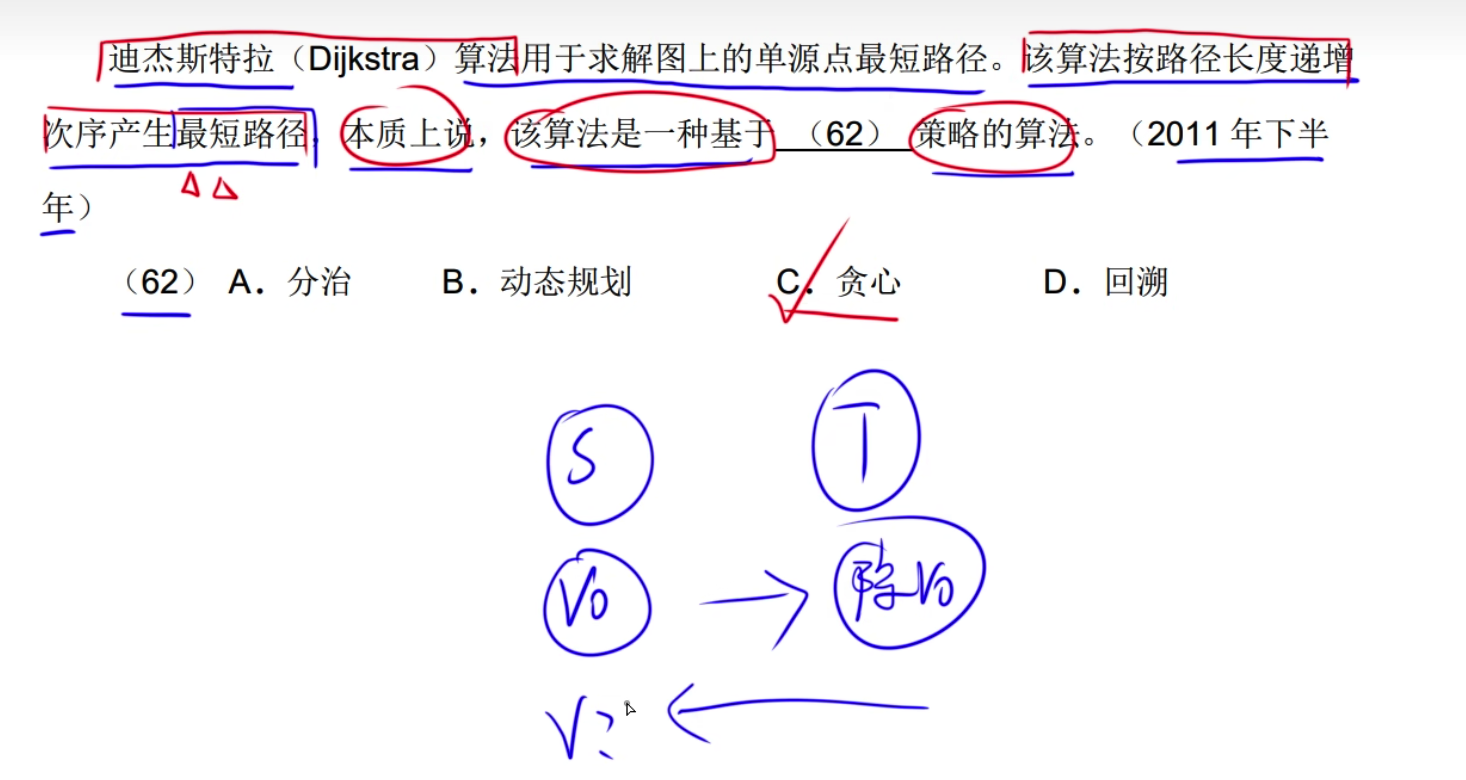 迪杰斯特拉（Dijkstra）算法用于求解图上的单源点最短路径。该算法按路径长度递增
次序产生最短路径，本质上说，该算法是一种基于 （62） 策略的算法。（2011 年下半
年）
（62） A．分治 B．动态规划 C．贪心 D．回溯
S T
V0 除V0
V?